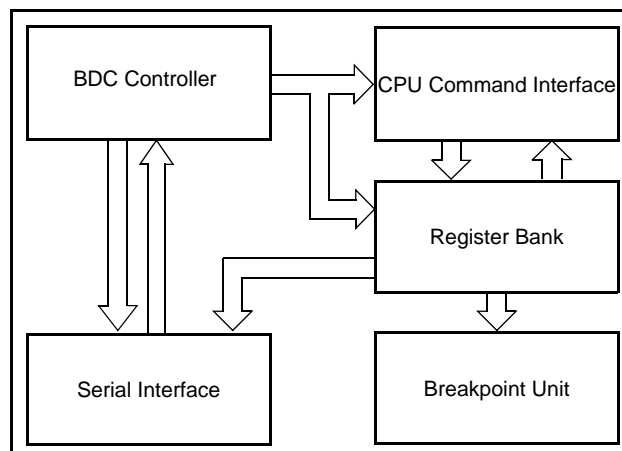 BDC Controller
CPU Command Interface
Register Bank
Serial Interface
Breakpoint Unit